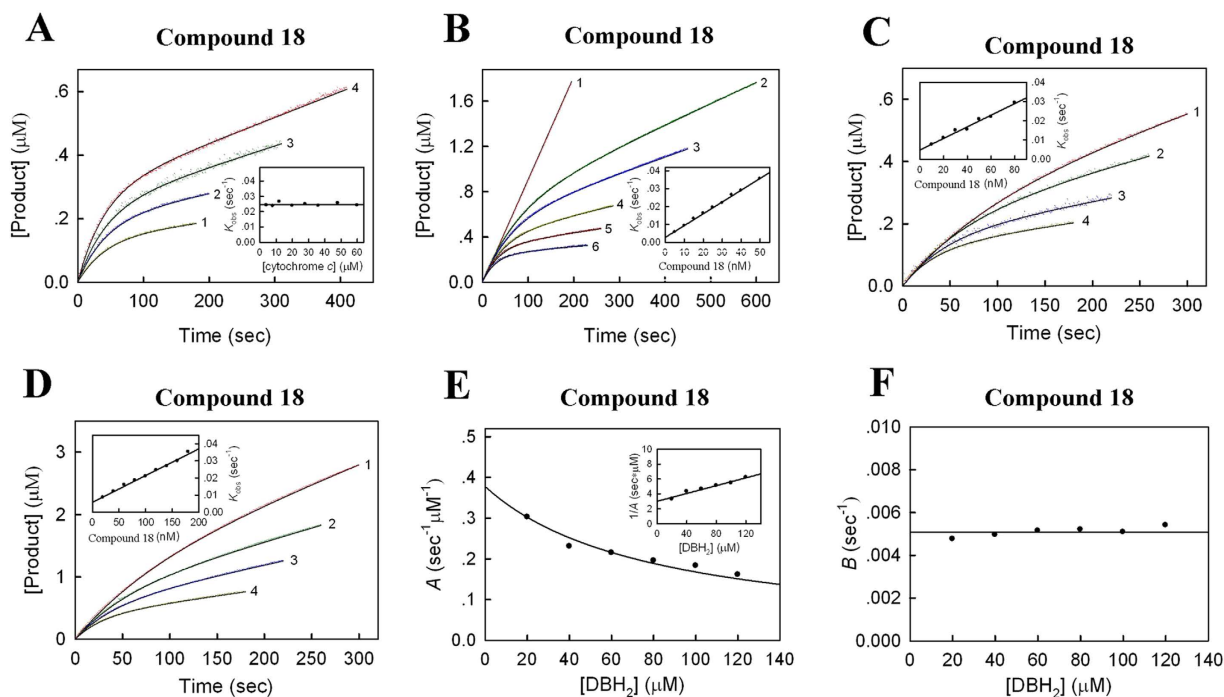 A
Compound 18
[Product] (µM)
.6
.4
.2
0.0
0 100 200 300 400
Time (sec)
4
3
2
1
Kobs (sec-1)
0.04
0.03
0.02
0.01
0.00
0 10 20 30 40 50 60
[cytochrome c] (µM)
B
Compound 18
[Product] (µM)
1.6
1.2
.8
.4
0.0
0 100 200 300 400 500 600
Time (sec)
1
2
3
4
5
6
Kobs (sec-1)
0.04
0.03
0.02
0.01
0.00
0 10 20 30 40 50
Compound 18 (nM)
C
Compound 18
[Product] (µM)
.6
.4
.2
.0
0 50 100 150 200 250 300
Time (sec)
1
2
3
4
Kobs (sec-1)
.04
.03
.02
.01
0.00
0 20 40 60 80
Compound 18 (nM)
D
Compound 18
[Product] (µM)
3
2
1
0
0 50 100 150 200 250 300
Time (sec)
1
2
3
4
Kobs (sec-1)
.04
.03
.02
.01
0.00
0 50 100 150 200
Compound 18 (nM)
E
Compound 18
A (sec-1µM-1)
.5
.4
.3
.2
.1
0.0
0 20 40 60 80 100 120 140
[DBH2] (µM)
1/A (sec*µM)
10
8
6
4
2
0
0 40 80 120
[DBH2] (µM)
F
Compound 18
B (sec-1)
.010
.008
.006
.004
.002
0.000
0 20 40 60 80 100 120 140
[DBH2] (µM)